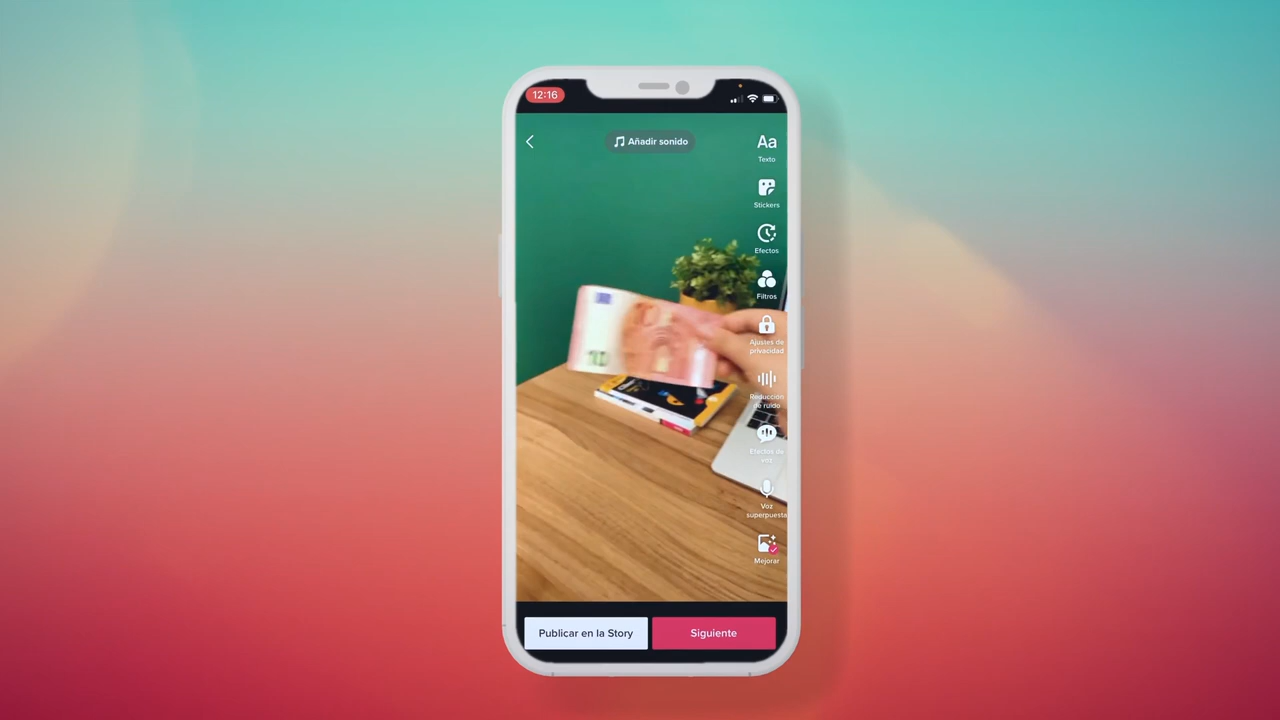 12:16
Añadir sonido
Aa
Texto
Stickers
Efectos
Filtros
Ajustes de
privacidad
Reducción
de ruido
Efectos de
voz
Voz
superpuesta
Mejorar
10
Publicar en la Story
Siguiente